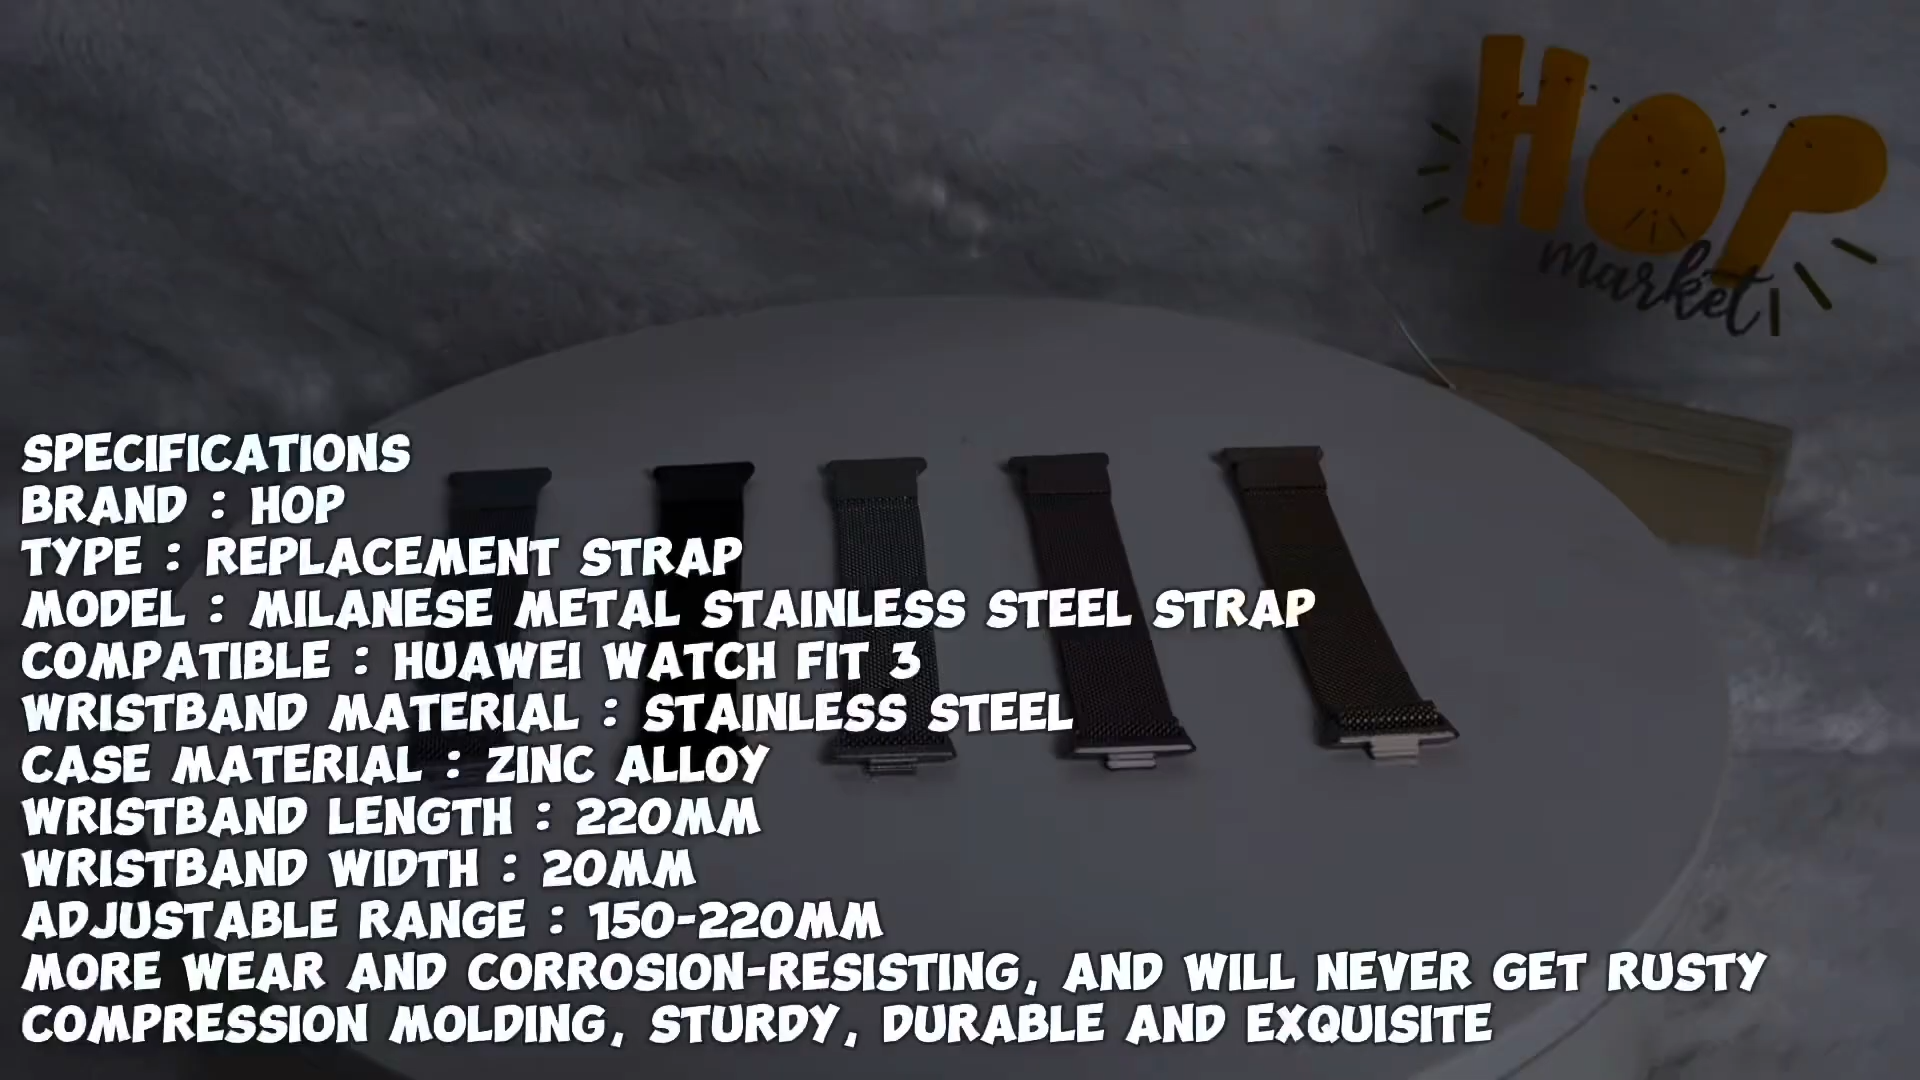 HOP
market
SPECIFICATIONS
BRAND : HOP
TYPE : REPLACEMENT STRAP
MODEL : MILANESE METAL STAINLESS STEEL STRAP
COMPATIBLE : HUAWEI WATCH FIT 3
WRISTBAND MATERIAL : STAINLESS STEEL
CASE MATERIAL : ZINC ALLOY
WRISTBAND LENGTH : 220MM
WRISTBAND WIDTH : 20MM
ADJUSTABLE RANGE : 150-220MM
MORE WEAR AND CORROSION-RESISTING, AND WILL NEVER GET RUSTY
COMPRESSION MOLDING, STURDY, DURABLE AND EXQUISITE